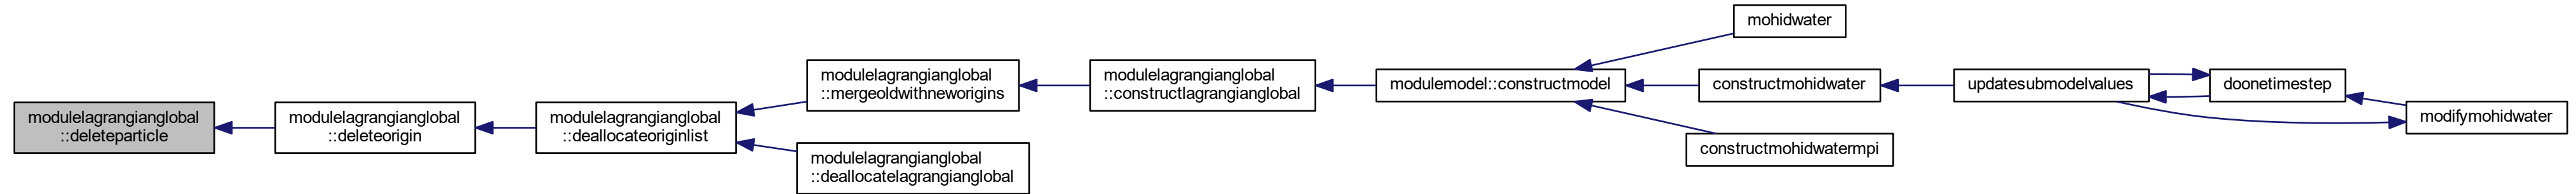 modulelagrangianglobal
::deleteparticle
modulelagrangianglobal
::deleteorigin
modulelagrangianglobal
::deallocateoriginlist
modulelagrangianglobal
::mergeoldwithneworigins
modulelagrangianglobal
::deallocatelagrangianglobal
modulelagrangianglobal
::constructlagrangianglobal
modulemodel::constructmodel
mohidwater
constructmohidwater
constructmohidwatermpi
updatesubmodelvalues
doonetimestep
modifymohidwater